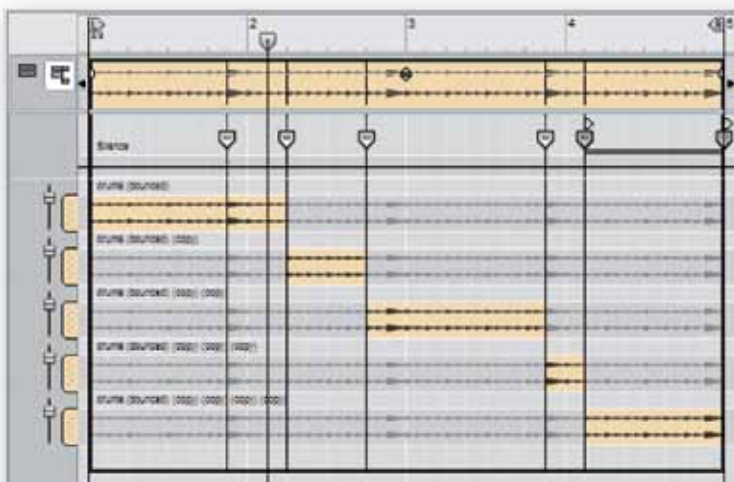 2 3 4 5
Silence
drums (bounced)
drums (bounced) (copy)
drums (bounced) (copy) (copy)
drums (bounced) (copy) (copy) (copy)
drums (bounced) (copy) (copy) (copy) (copy)